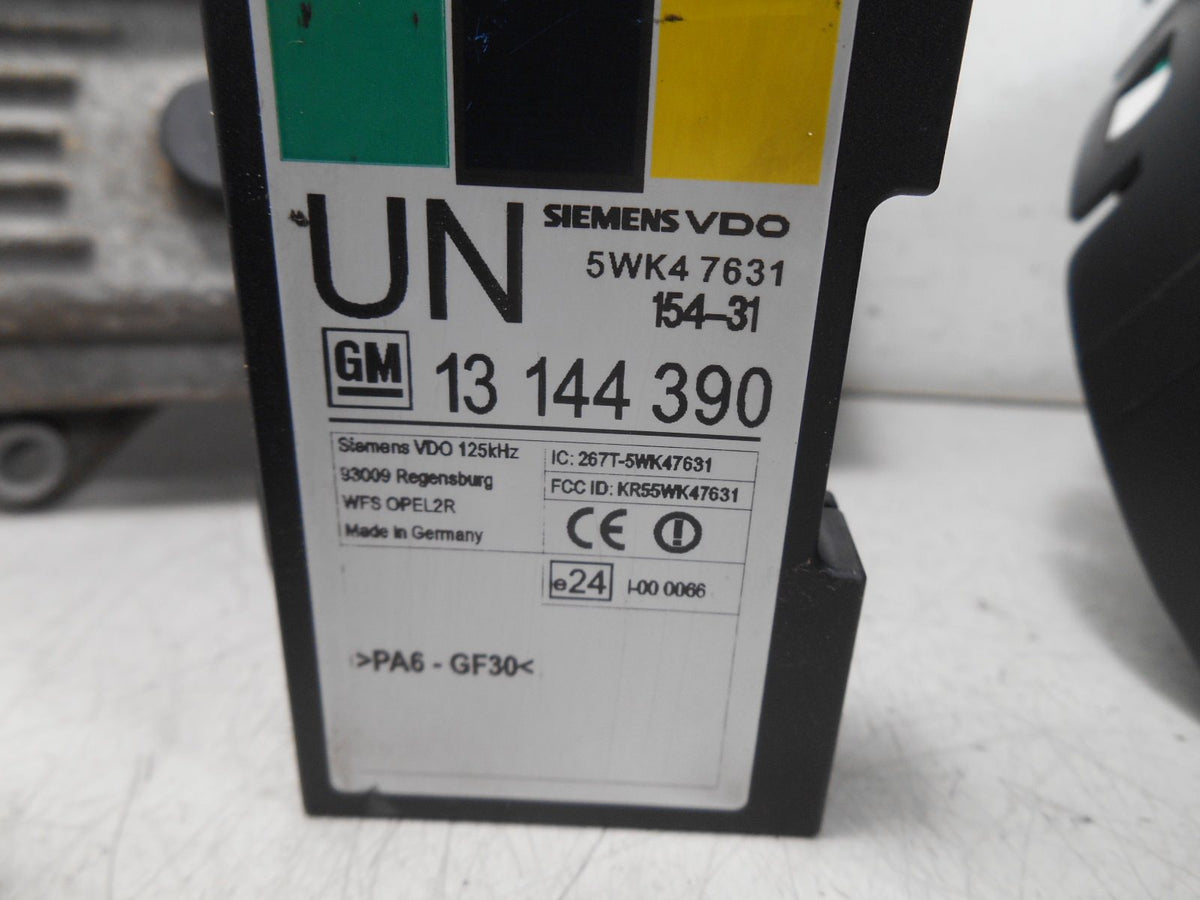 UN
SIEMENS VDO
5WK4 7631
154-31
GM 13 144 390
Siemens VDO 125kHz
93009 Regensburg
WFS OPEL2R
Made in Germany
IC: 267T-5WK47631
FCC ID: KR55WK47631
CE
e24 I-00 0066
>PA6 - GF30<